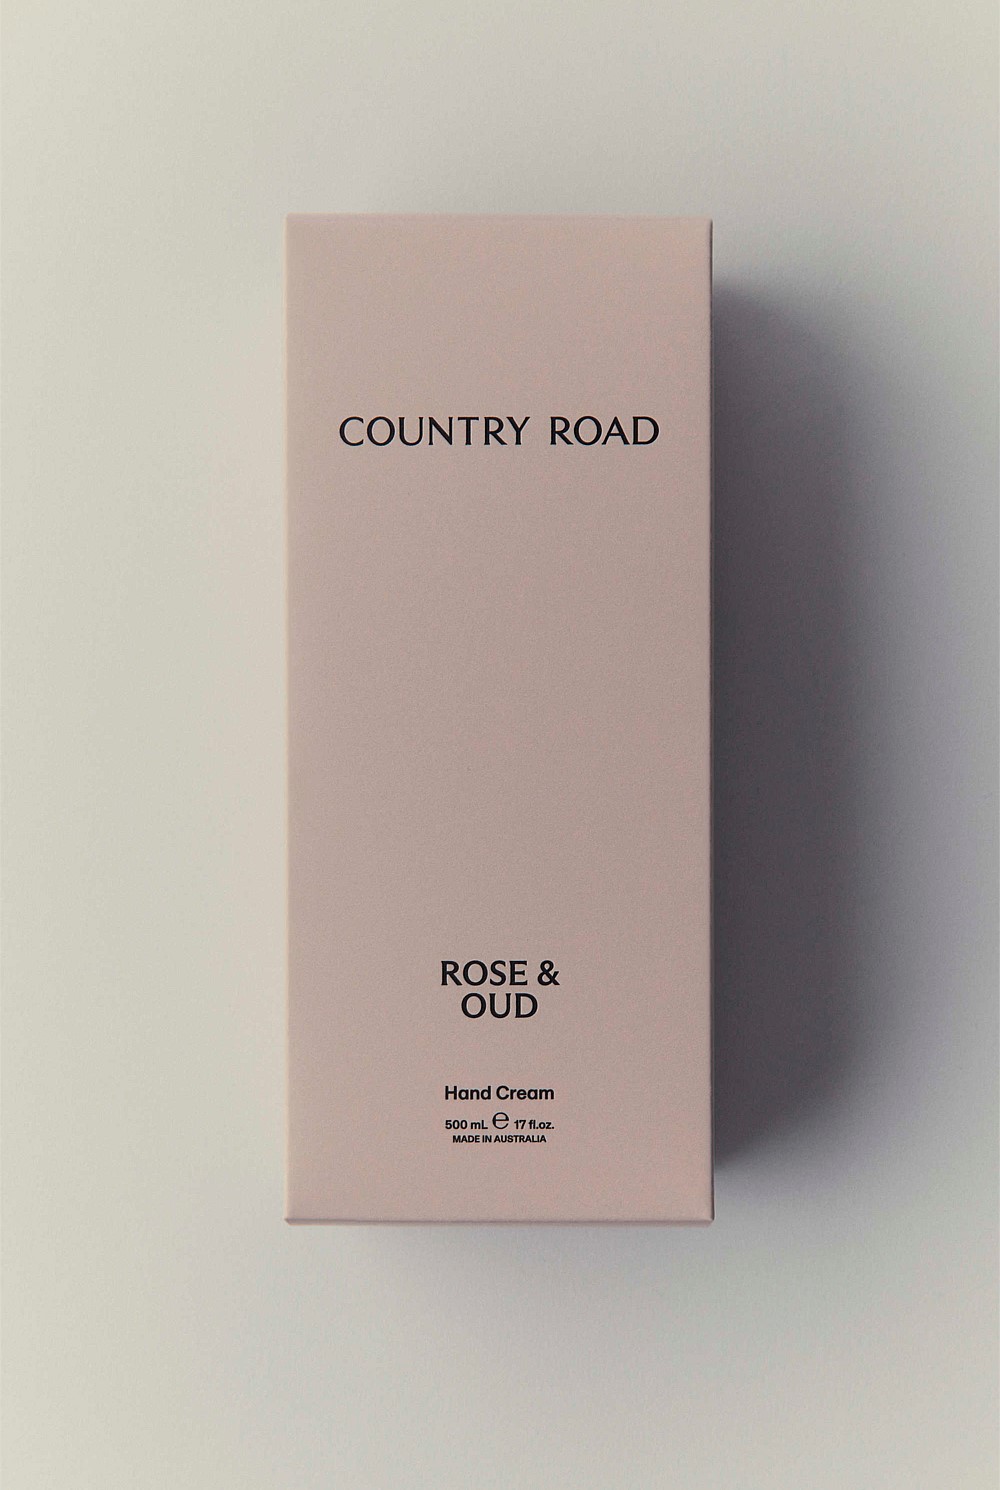 COUNTRY ROAD
ROSE &
OUD
Hand Cream
500 mL ℮ 17 fl.oz.
MADE IN AUSTRALIA